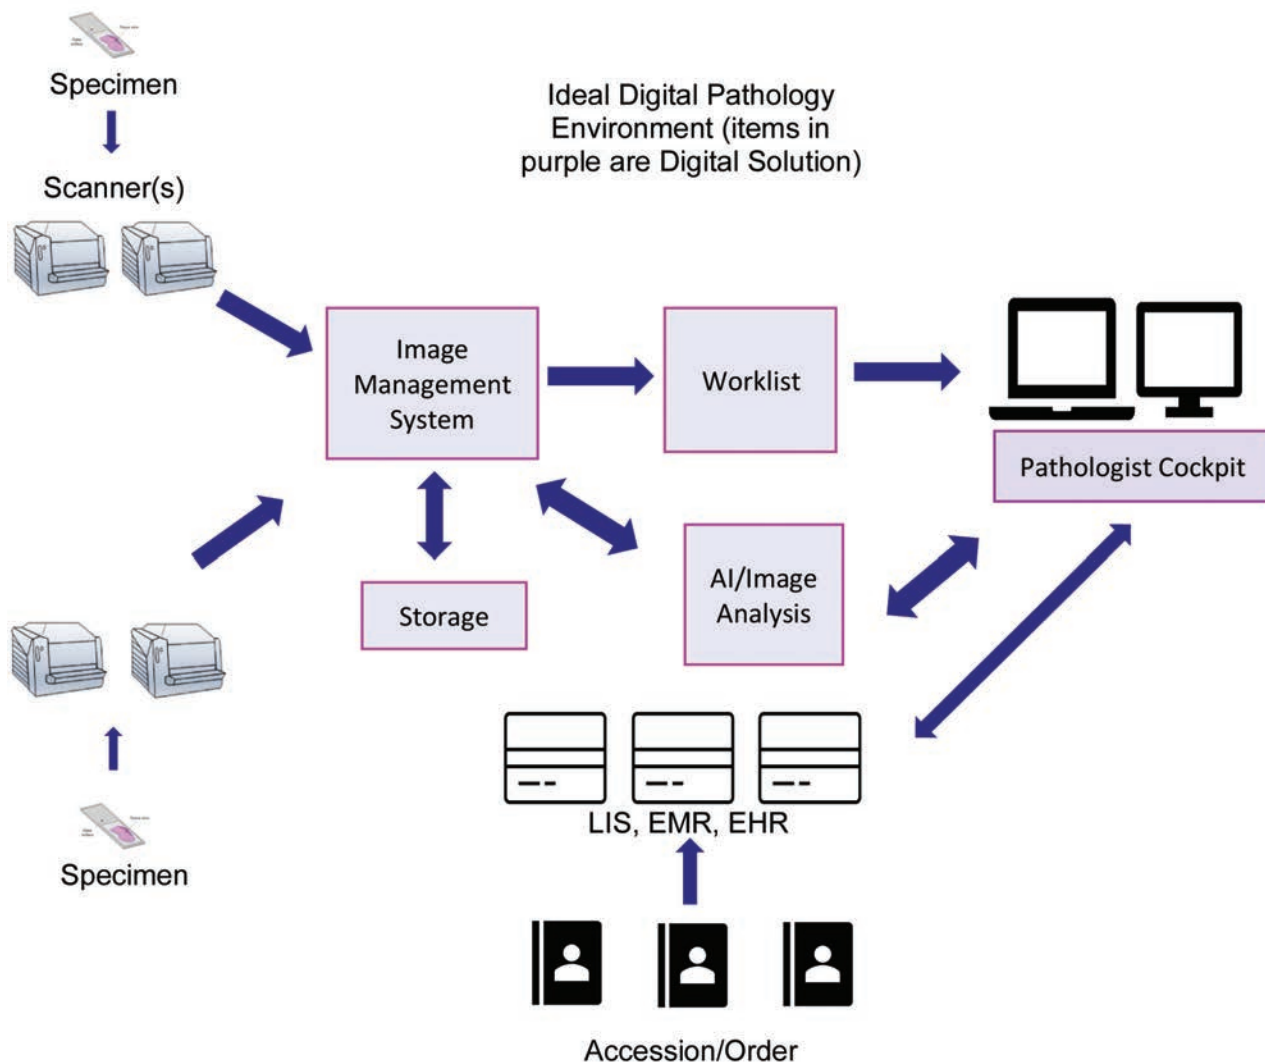 Specimen
Ideal Digital Pathology
Environment (items in
purple are Digital Solution)
Scanner(s)
Image
Management
System
Worklist
Pathologist Cockpit
AI/Image
Analysis
Storage
LIS, EMR, EHR
Specimen
Accession/Order